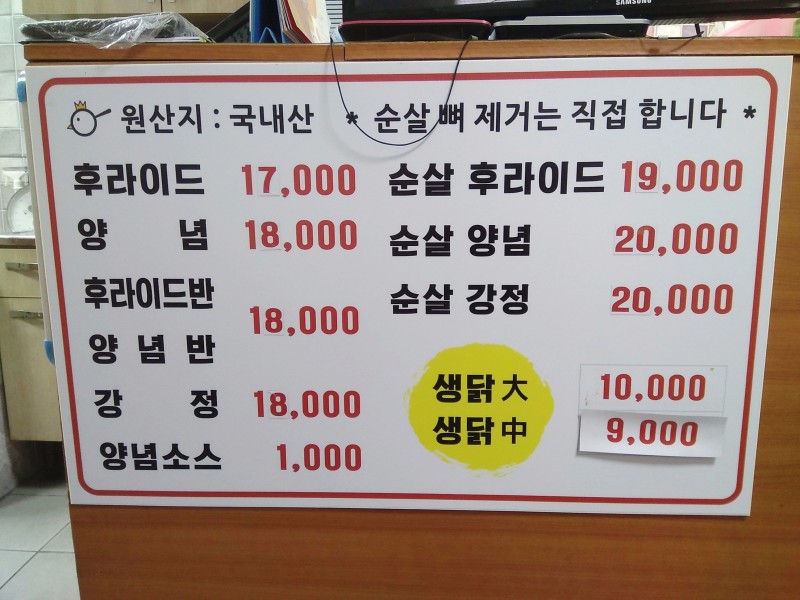 SAMSUNG
원산지 : 국내산 * 순살 뼈 제거는 직접 합니다 *
후라이드 17,000
양 념 18,000
후라이드반
양 념 반
18,000
강 정 18,000
양념소스 1,000
순살 후라이드 19,000
순살 양념 20,000
순살 강정 20,000
생닭 大 10,000
생닭 中 9,000